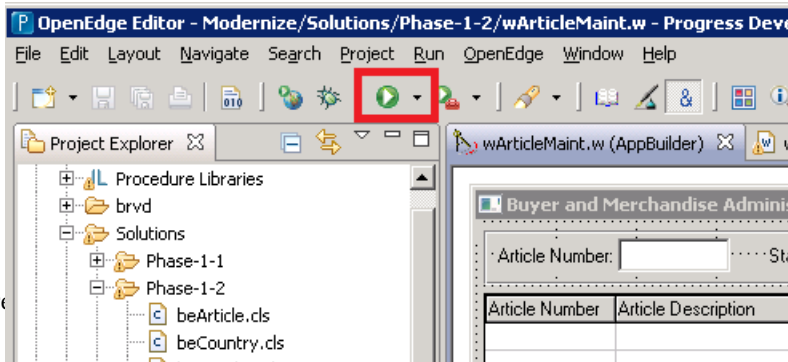 OpenEdge Editor - Modernize/Solutions/Phase-1-2/wArticleMaint.w - Progress Deve
File Edit Layout Navigate Search Project Run OpenEdge Window Help
010 &
Project Explorer wArticleMaint.w (AppBuilder) w
Procedure Libraries
brvd
Buyer and Merchandise Adminis
Solutions
Phase-1-1
Article Number: Sta
Phase-1-2
beArticle.cls
Article Number Article Description
beCountry.cls